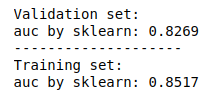 Validation set:
auc by sklearn: 0.8269
--------------------
Training set:
auc by sklearn: 0.8517